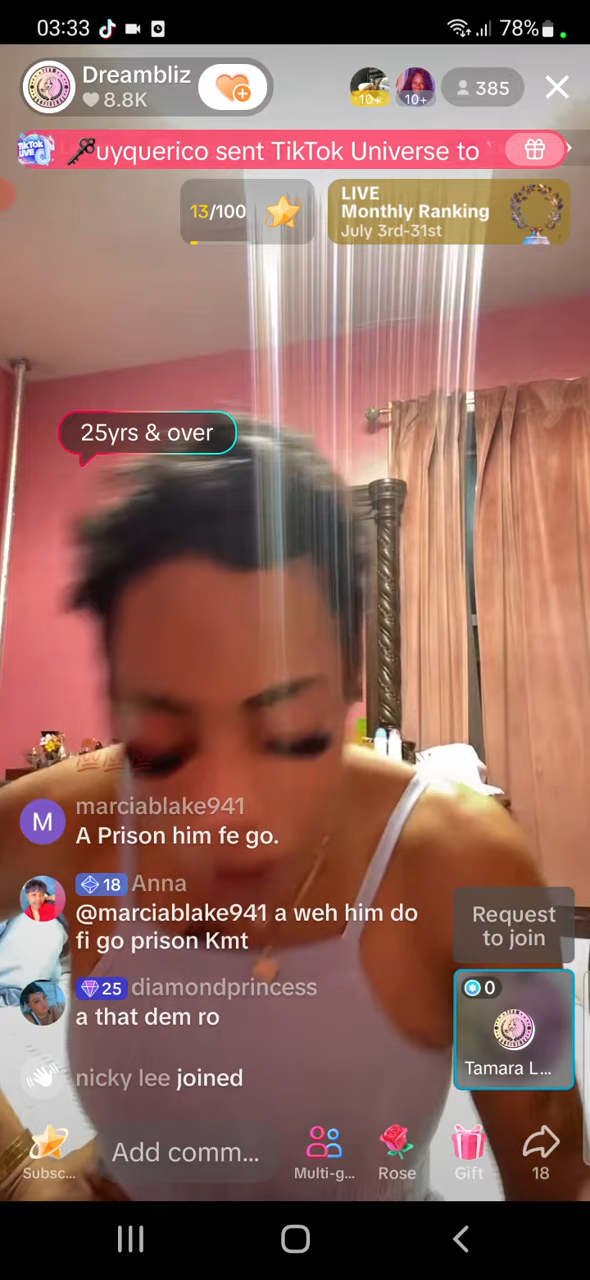 03:33
78%
Dreambliz
8.8K
10+
10+
385
uyquerico sent TikTok Universe to
TikTok
LIVE
13/100
LIVE
Monthly Ranking
July 3rd-31st
25yrs & over
marciablake941
M
A Prison him fe go.
18 Anna
@marciablake941 a weh him do
fi go prison Kmt
25 diamondprincess
a that dem ro
nicky lee joined
Request
to join
0
Tamara L...
Subsc...
Add comm...
Multi-g...
Rose
Gift
18